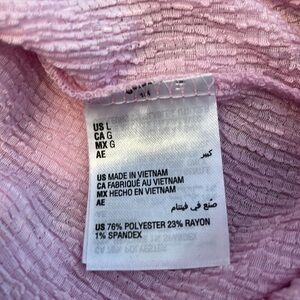 US L
CA G
MX G
AE كبير
US MADE IN VIETNAM
CA FABRIQUÉ AU VIETNAM
MX HECHO EN VIETNAM
AE صنع في فيتنام
US 76% POLYESTER 23% RAYON
1% SPANDEX